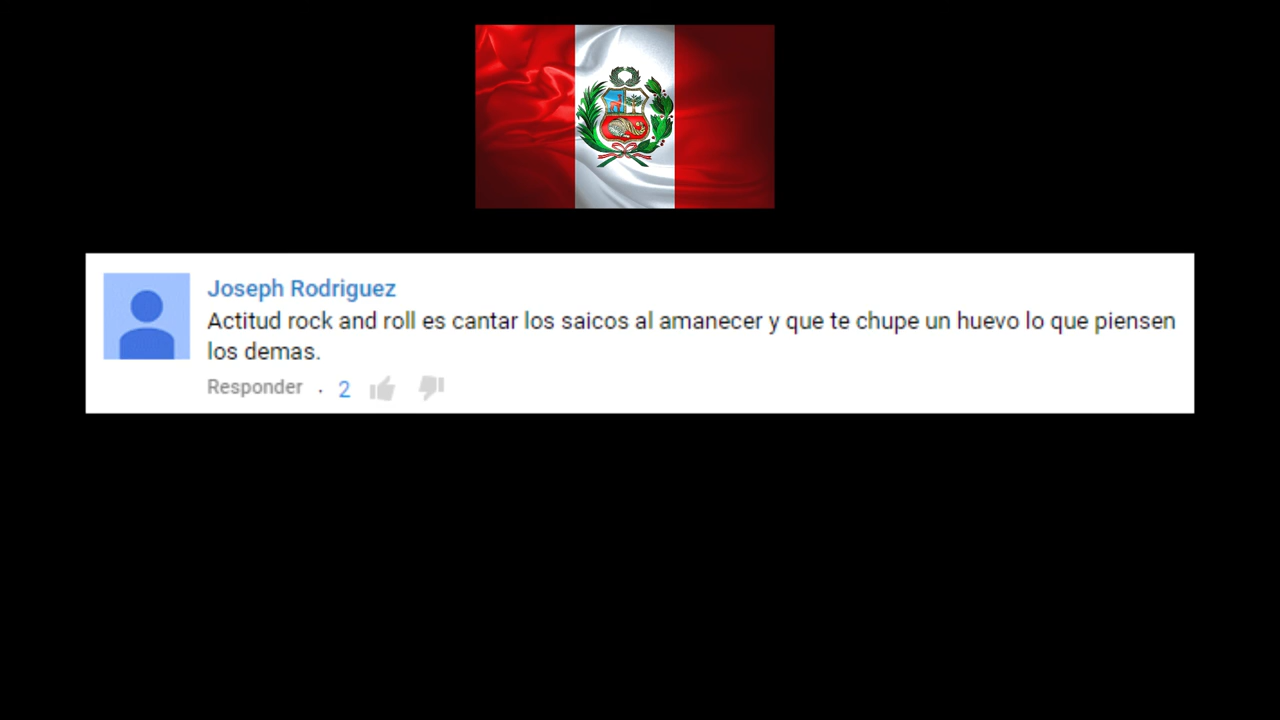 Joseph Rodriguez
Actitud rock and roll es cantar los saicos al amanecer y que te chupe un huevo lo que piensen
los demas.
Responder . 2